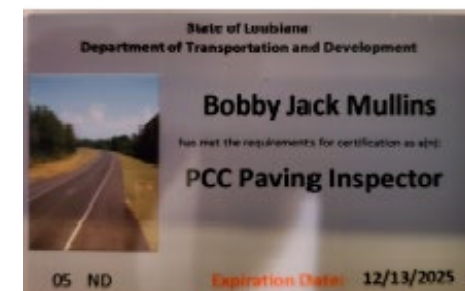 State of Louisiana
Department of Transportation and Development
Bobby Jack Mullins
has met the requirements for certification as a(n):
PCC Paving Inspector
05 ND
Expiration Date: 12/13/2025